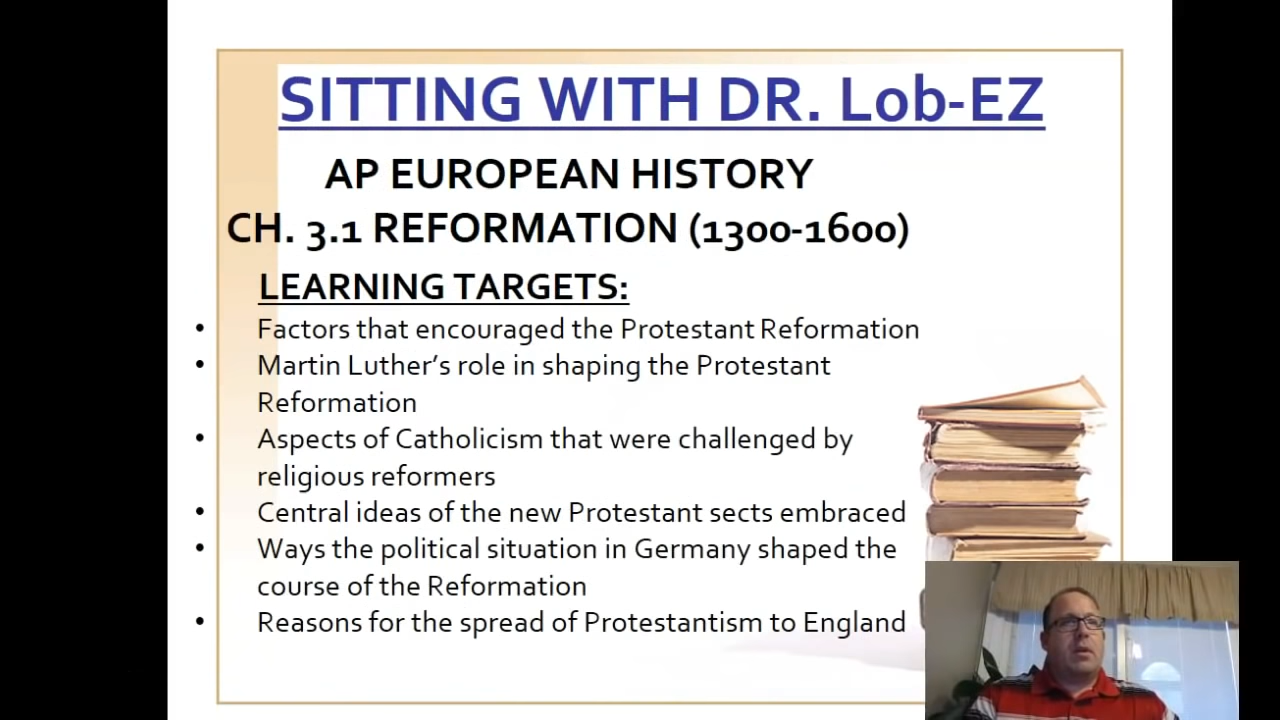 SITTING WITH DR. Lob-EZ
AP EUROPEAN HISTORY
CH. 3.1 REFORMATION (1300-1600)
LEARNING TARGETS:
• Factors that encouraged the Protestant Reformation
• Martin Luther’s role in shaping the Protestant
Reformation
• Aspects of Catholicism that were challenged by
religious reformers
• Central ideas of the new Protestant sects embraced
• Ways the political situation in Germany shaped the
course of the Reformation
• Reasons for the spread of Protestantism to England